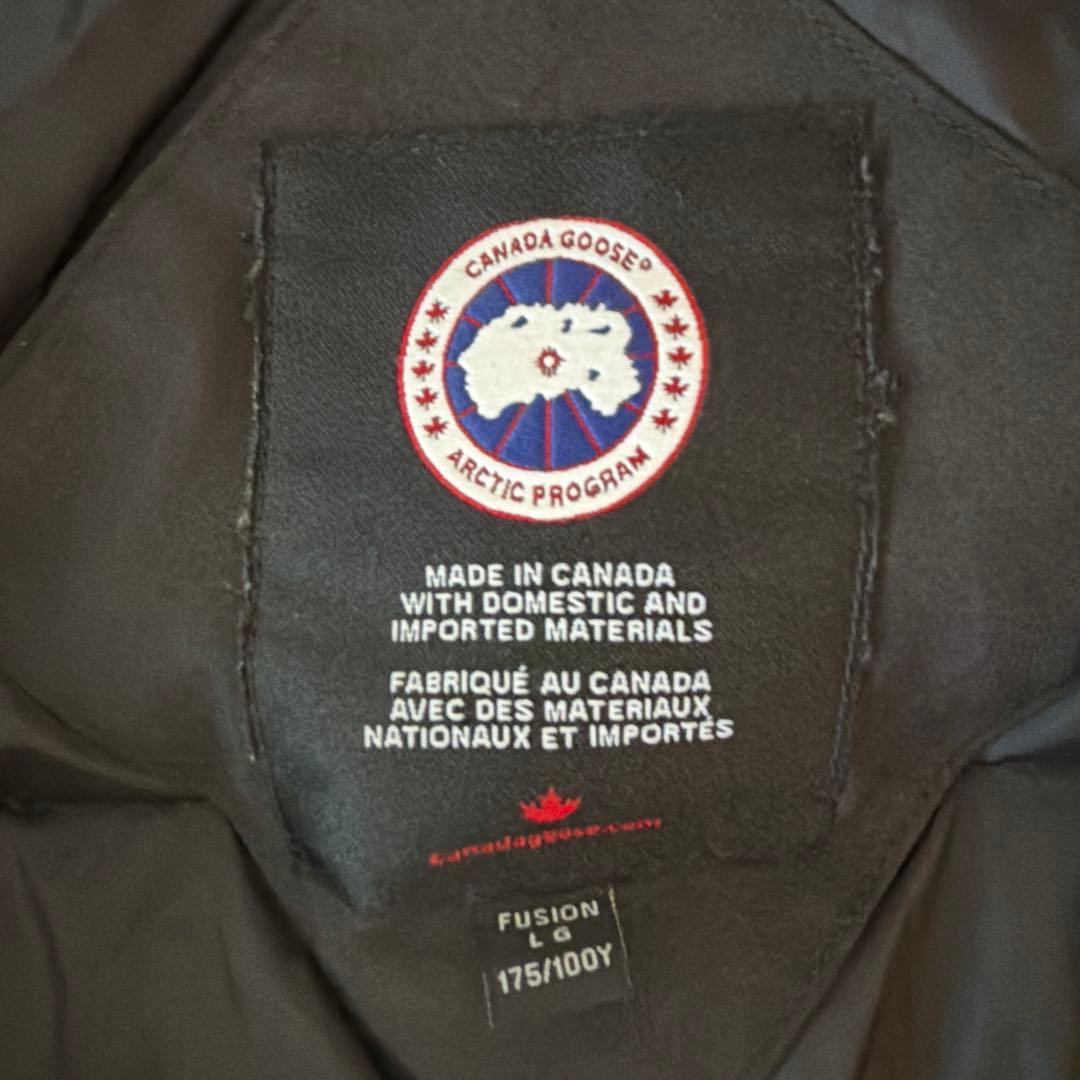 CANADA GOOSE®
ARCTIC PROGRAM
MADE IN CANADA
WITH DOMESTIC AND
IMPORTED MATERIALS
FABRIQUÉ AU CANADA
AVEC DES MATERIAUX
NATIONAUX ET IMPORTÉS
canadagoose.com
FUSION
LG
175/100Y